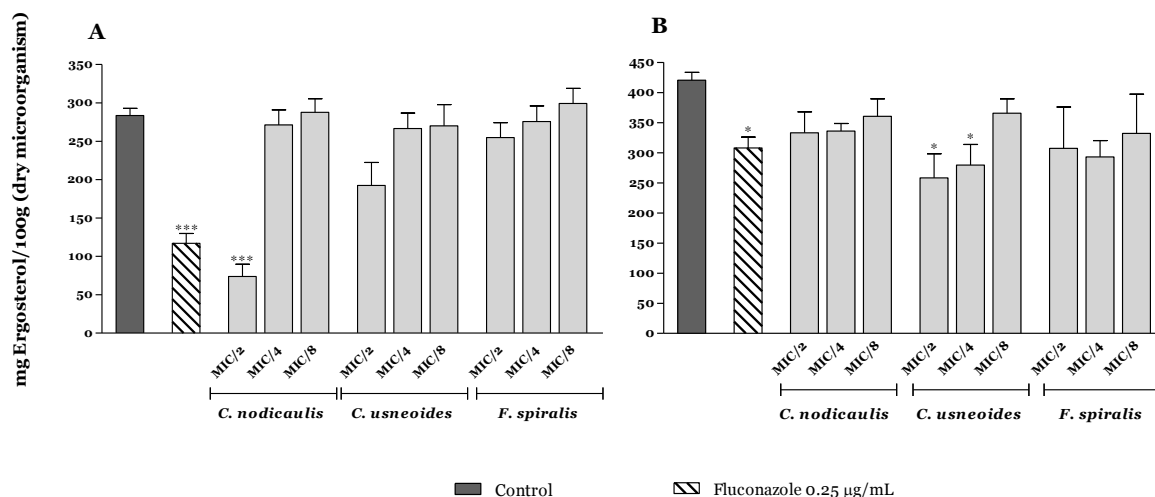 mg Ergosterol/100g (dry microorganism)
A
350
300
250
200
150
100
50
0
***
***
MIC/2 MIC/4 MIC/8 MIC/2 MIC/4 MIC/8 MIC/2 MIC/4 MIC/8
C. nodicaulis C. usneoides F. spiralis
B
450
400
350
300
250
200
150
100
50
0
*
*
*
MIC/2 MIC/4 MIC/8 MIC/2 MIC/4 MIC/8 MIC/2 MIC/4 MIC/8
C. nodicaulis C. usneoides F. spiralis
Control Fluconazole 0.25 μg/mL